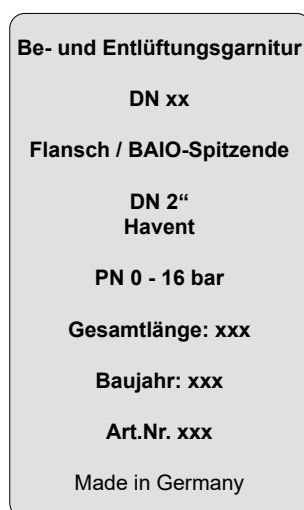 Be- und Entlüftungsgarnitur
DN xx
Flansch / BAIO-Spitzende
DN 2“
Havent
PN 0 - 16 bar
Gesamtlänge: xxx
Baujahr: xxx
Art.Nr. xxx
Made in Germany